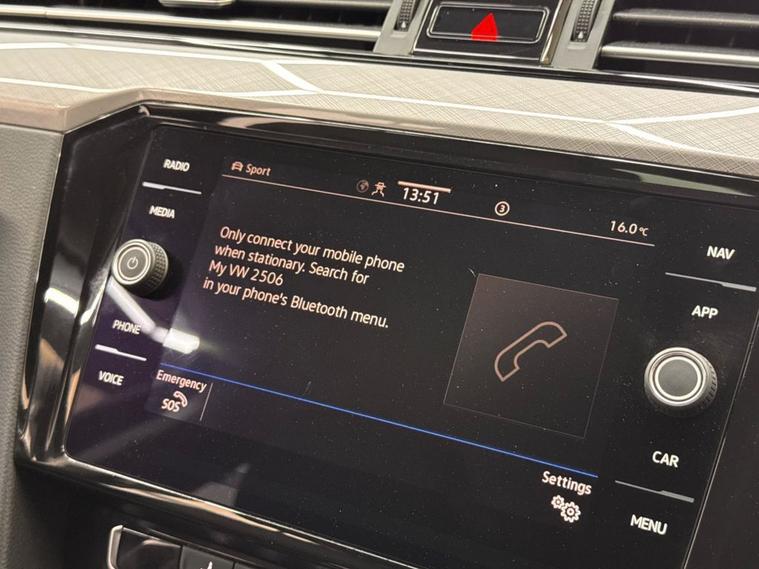 RADIO
MEDIA
PHONE
VOICE
Sport
13:51
3
16.0°C
Only connect your mobile phone
when stationary. Search for
My VW 2506
in your phone's Bluetooth menu.
Emergency
SOS
Settings
NAV
APP
CAR
MENU